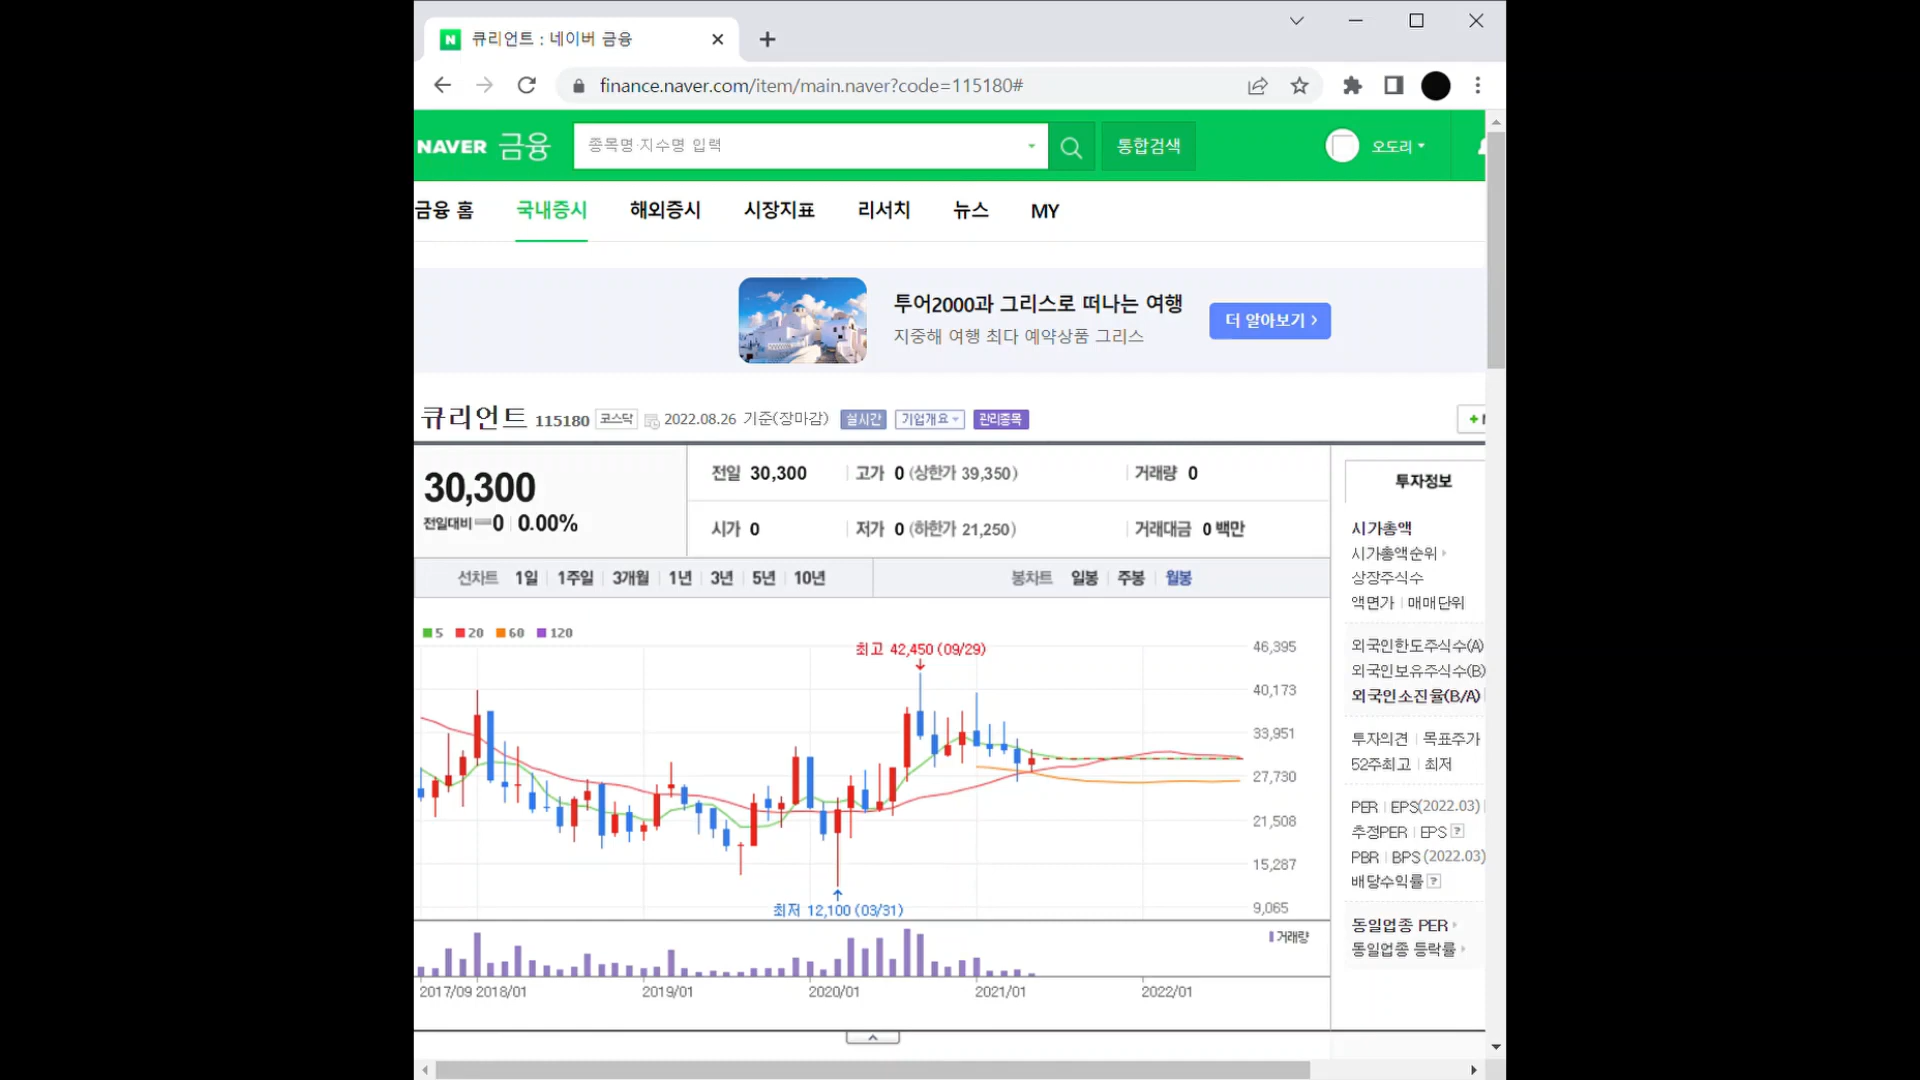 큐리언트 : 네이버 금융
finance.naver.com/item/main.naver?code=115180#
NAVER 금융 종목명·지수명 입력 통합검색 오도리
금융 홈 국내증시 해외증시 시장지표 리서치 뉴스 MY
투어2000과 그리스로 떠나는 여행
지중해 여행 최다 예약상품 그리스
더 알아보기 >
큐리언트 115180 코스닥 2022.08.26 기준(장마감) 실시간 기업개요 관리종목
30,300
전일대비 0 0.00%
전일 30,300 고가 0 (상한가 39,350) 거래량 0
시가 0 저가 0 (하한가 21,250) 거래대금 0 백만
선차트 1일 1주일 3개월 1년 3년 5년 10년 봉차트 일봉 주봉 월봉
5 20 60 120
최고 42,450 (09/29)
46,395
40,173
33,951
27,730
21,508
15,287
9,065
최저 12,100 (03/31)
거래량
2017/09 2018/01 2019/01 2020/01 2021/01 2022/01
투자정보
시가총액
시가총액순위
상장주식수
액면가 | 매매단위
외국인한도주식수(A)
외국인보유주식수(B)
외국인소진율(B/A)
투자의견 | 목표주가
52주최고 | 최저
PER | EPS(2022.03)
추정PER | EPS ?
PBR | BPS (2022.03)
배당수익률 ?
동일업종 PER
동일업종 등락률